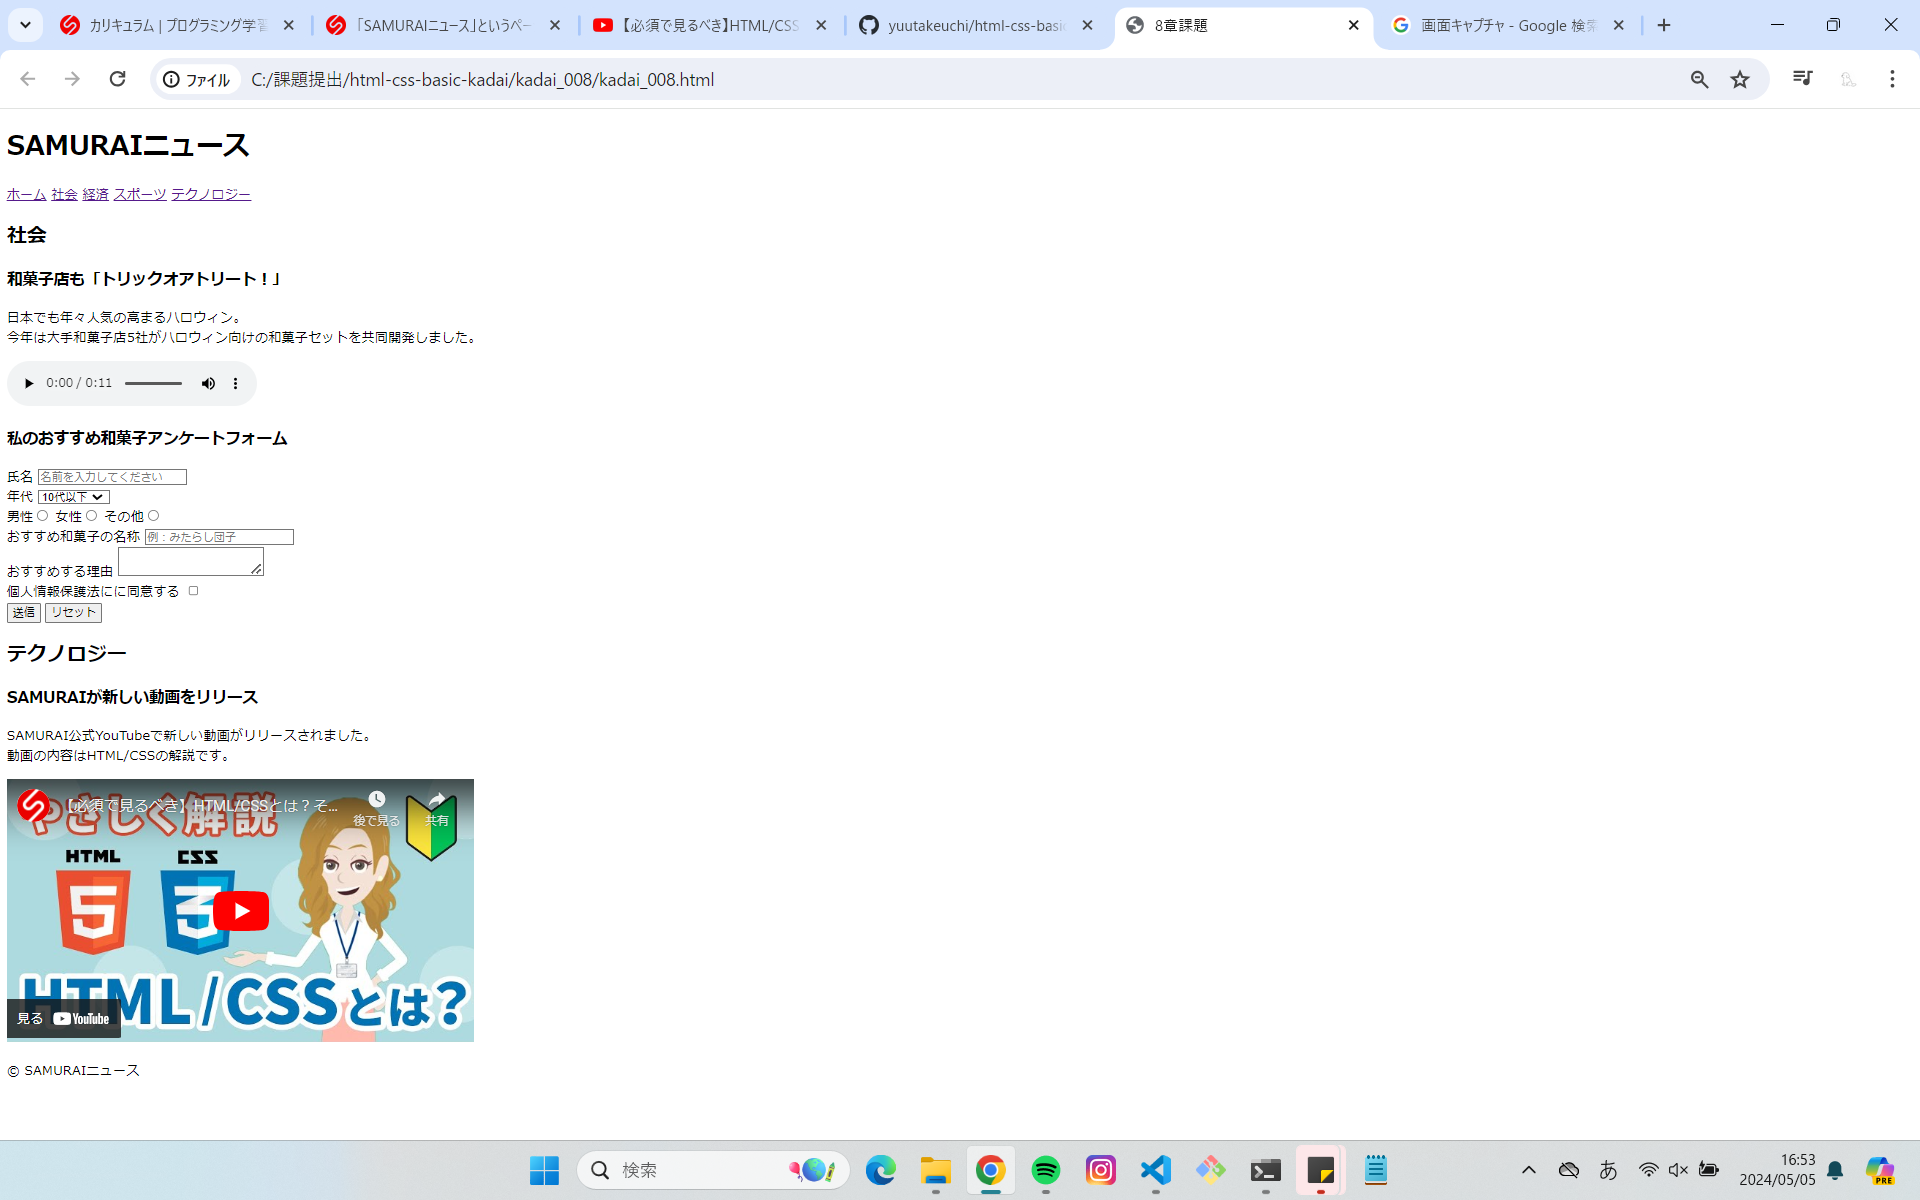 カリキュラム | プログラミング学習
「SAMURAIニュース」というペー
【必須で見るべき】HTML/CSS
yuutakeuchi/html-css-basic
8章課題
画面キャプチャ - Google 検索
ファイル
C:/課題提出/html-css-basic-kadai/kadai_008/kadai_008.html
SAMURAIニュース
ホーム 社会 経済 スポーツ テクノロジー
社会
和菓子店も「トリックオアトリート！」
日本でも年々人気の高まるハロウィン。
今年は大手和菓子店5社がハロウィン向けの和菓子セットを共同開発しました。
0:00 / 0:11
私のおすすめ和菓子アンケートフォーム
氏名 名前を入力してください
年代 10代以下
男性 女性 その他
おすすめ和菓子の名称 例：みたらし団子
おすすめする理由
個人情報保護法にに同意する
送信 リセット
テクノロジー
SAMURAIが新しい動画をリリース
SAMURAI公式YouTubeで新しい動画がリリースされました。
動画の内容はHTML/CSSの解説です。
【必須で見るべき】HTML/CSSとは？そ...
後で見る
共有
やさしく解説
HTML CSS
5 3
HTML/CSSとは？
見る YouTube
© SAMURAIニュース
検索
あ
16:53
2024/05/05
PRE